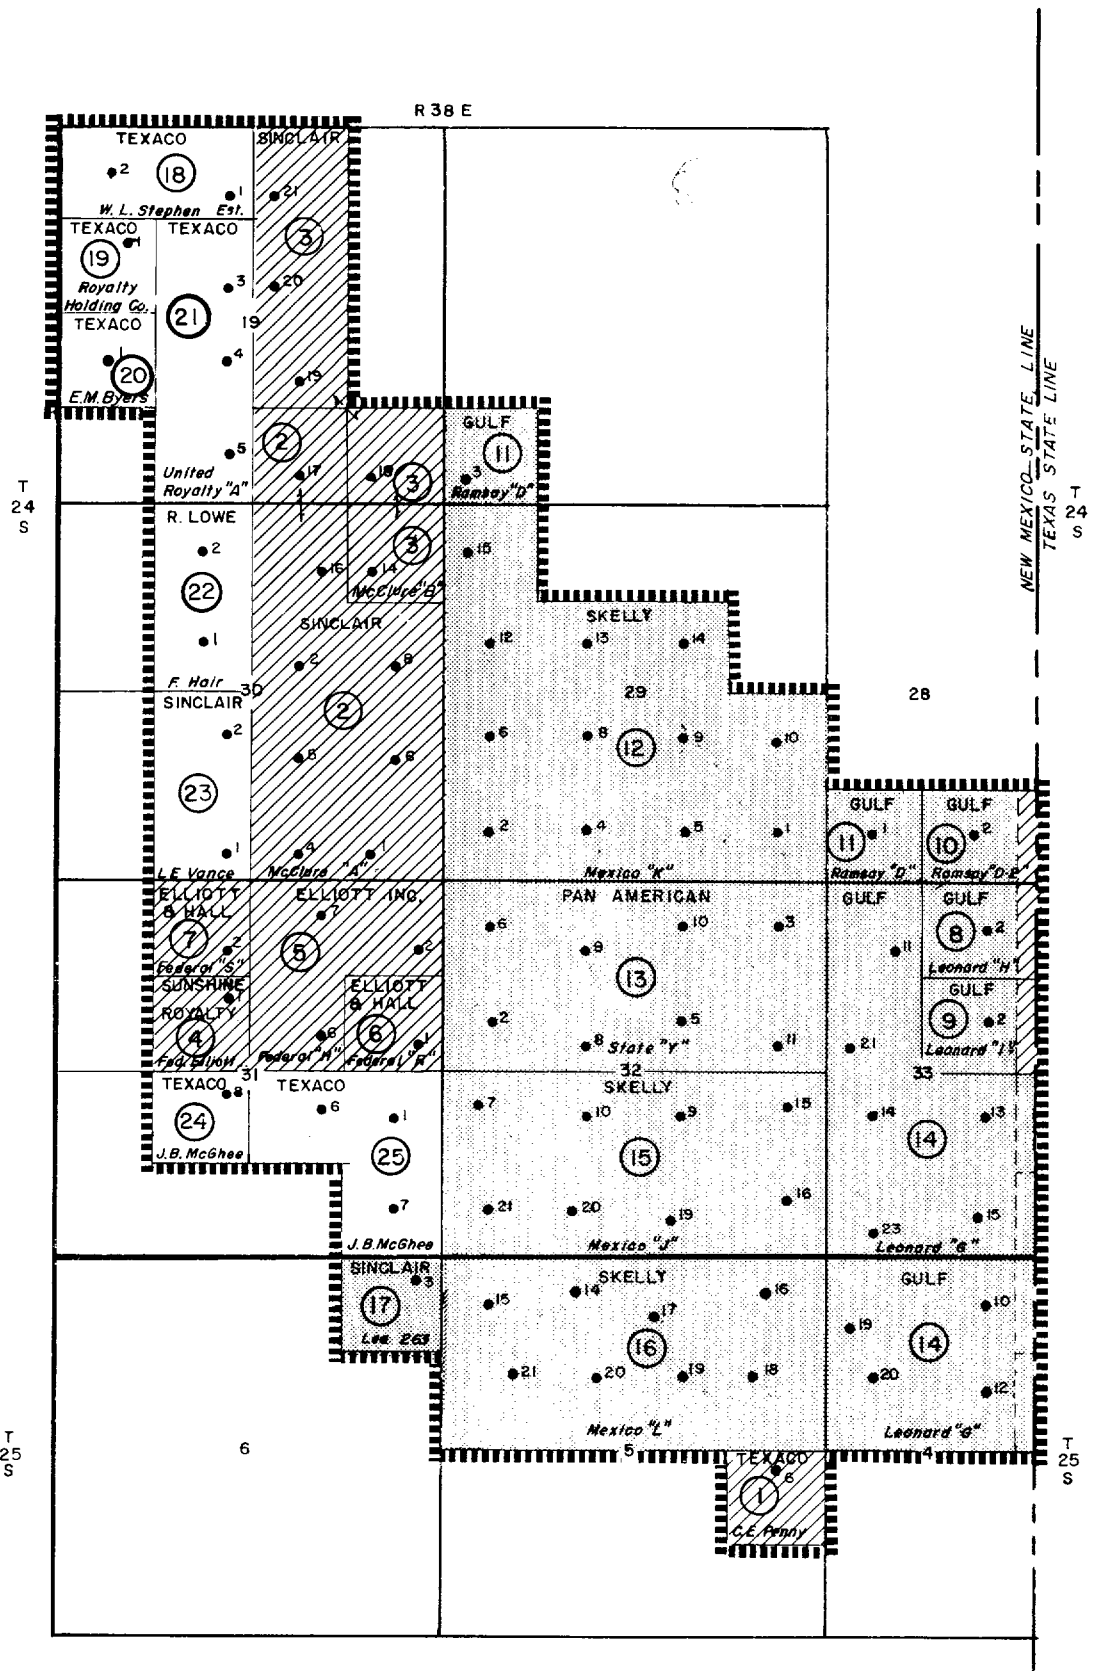 R 38 E
TEXACO
SINCLAIR
2
18
1
21
W. L. Stephen Est.
TEXACO
TEXACO
3
1
19
Royalty
Holding Co.
3
20
21
19
TEXACO
1
20
4
19
E.M. Byers
GULF
2
11
5
17
18
3
3
United
Royalty "A"
Ramsay "D"
T
24
S
T
24
S
NEW MEXICO STATE LINE
TEXAS STATE LINE
R. LOWE
3
2
15
16
14
22
McClure "B"
SINCLAIR
SKELLY
1
12
13
14
2
8
F. Hair
30
29
28
SINCLAIR
2
2
6
8
9
10
12
5
6
23
GULF
GULF
2
4
5
1
11
1
10
2
1
4
1
L.E. Vance
McClure "A"
Mexico "K"
Ramsay "D"
Ramsay "D-E"
ELLIOTT
& HALL
ELLIOTT INC.
PAN AMERICAN
GULF
GULF
7
7
2
5
2
6
9
10
3
11
8
2
Federal "S"
Leonard "H"
SUNSHINE
ROYALTY
1
ELLIOTT
& HALL
13
GULF
4
6
6
1
2
5
9
2
Fed. Elliott
Federal "H"
Federal "R"
8
State "Y"
11
21
Leonard "I"
31
32
33
TEXACO
TEXACO
SKELLY
8
6
1
7
10
9
15
14
13
24
25
15
14
J.B. McGhee
7
21
20
19
16
23
15
J.B. McGhee
Mexico "J"
Leonard "G"
SINCLAIR
SKELLY
GULF
3
17
15
14
17
16
19
10
Lea 263
16
14
21
20
19
18
20
12
Mexico "L"
Leonard "G"
T
25
S
6
5
4
T
25
S
TEXACO
6
1
C.E. Penny